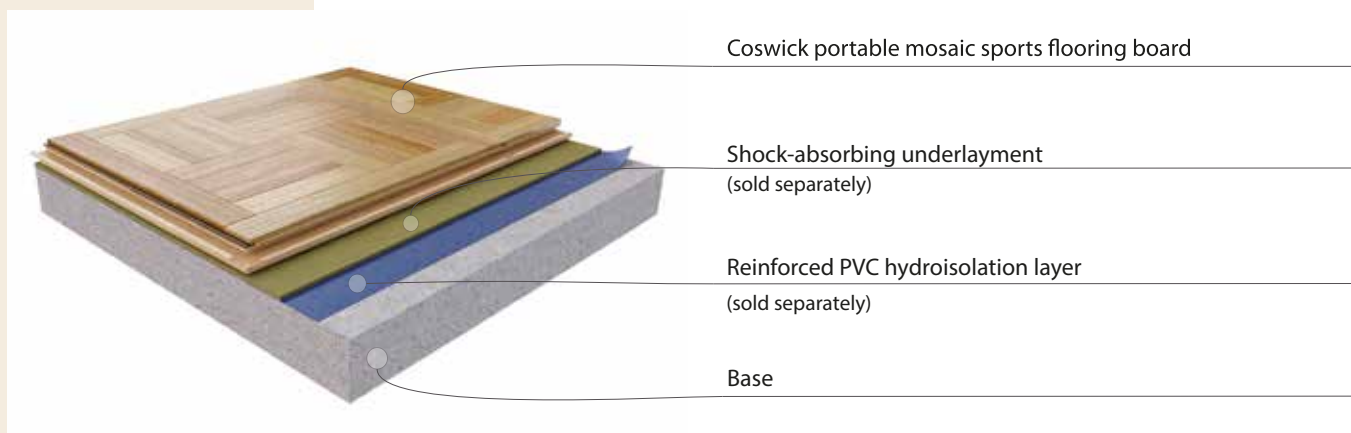 Coswick portable mosaic sports flooring board
Shock-absorbing underlayment
(sold separately)
Reinforced PVC hydroisolation layer
(sold separately)
Base